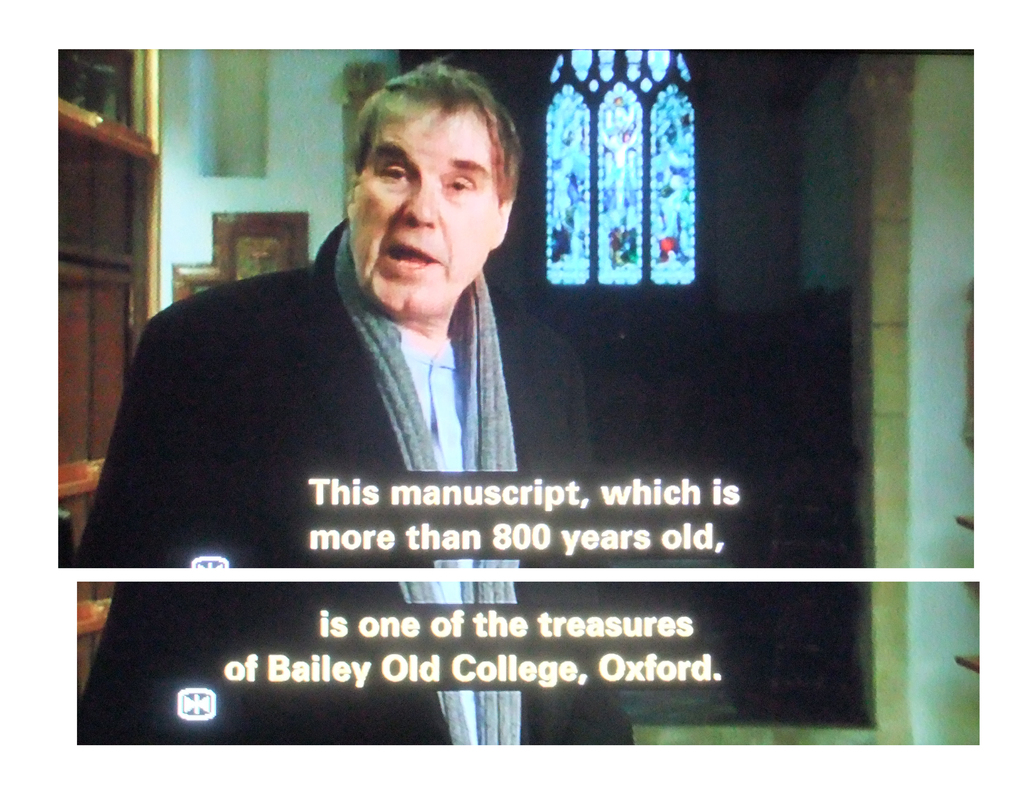 This manuscript, which is
more than 800 years old,
is one of the treasures
of Bailey Old College, Oxford.